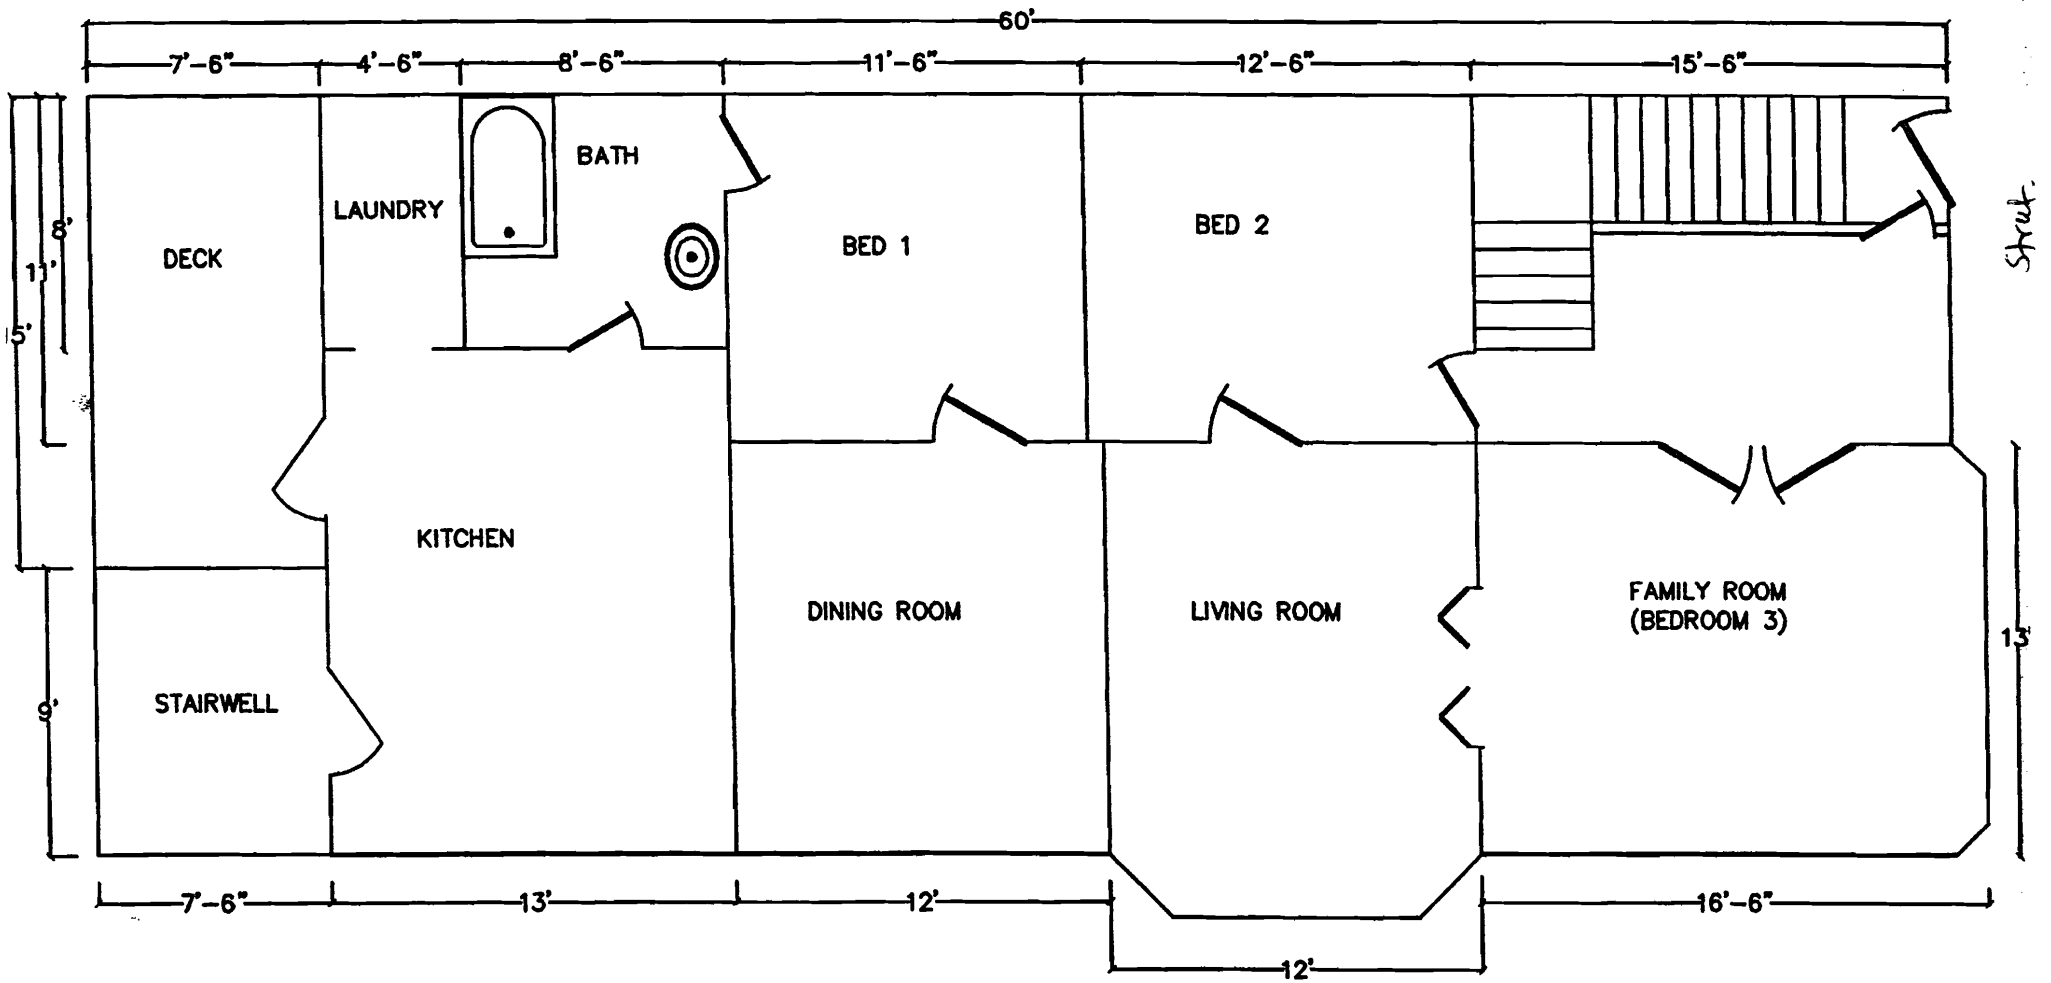 60'
7'-6" 4'-6" 8'-6" 11'-6" 12'-6" 15'-6"
BATH
LAUNDRY
8'
BED 1
BED 2
DECK
11'
5'
KITCHEN
DINING ROOM
LIVING ROOM
FAMILY ROOM
(BEDROOM 3)
13'
STAIRWELL
9'
7'-6" 13' 12' 16'-6"
12'